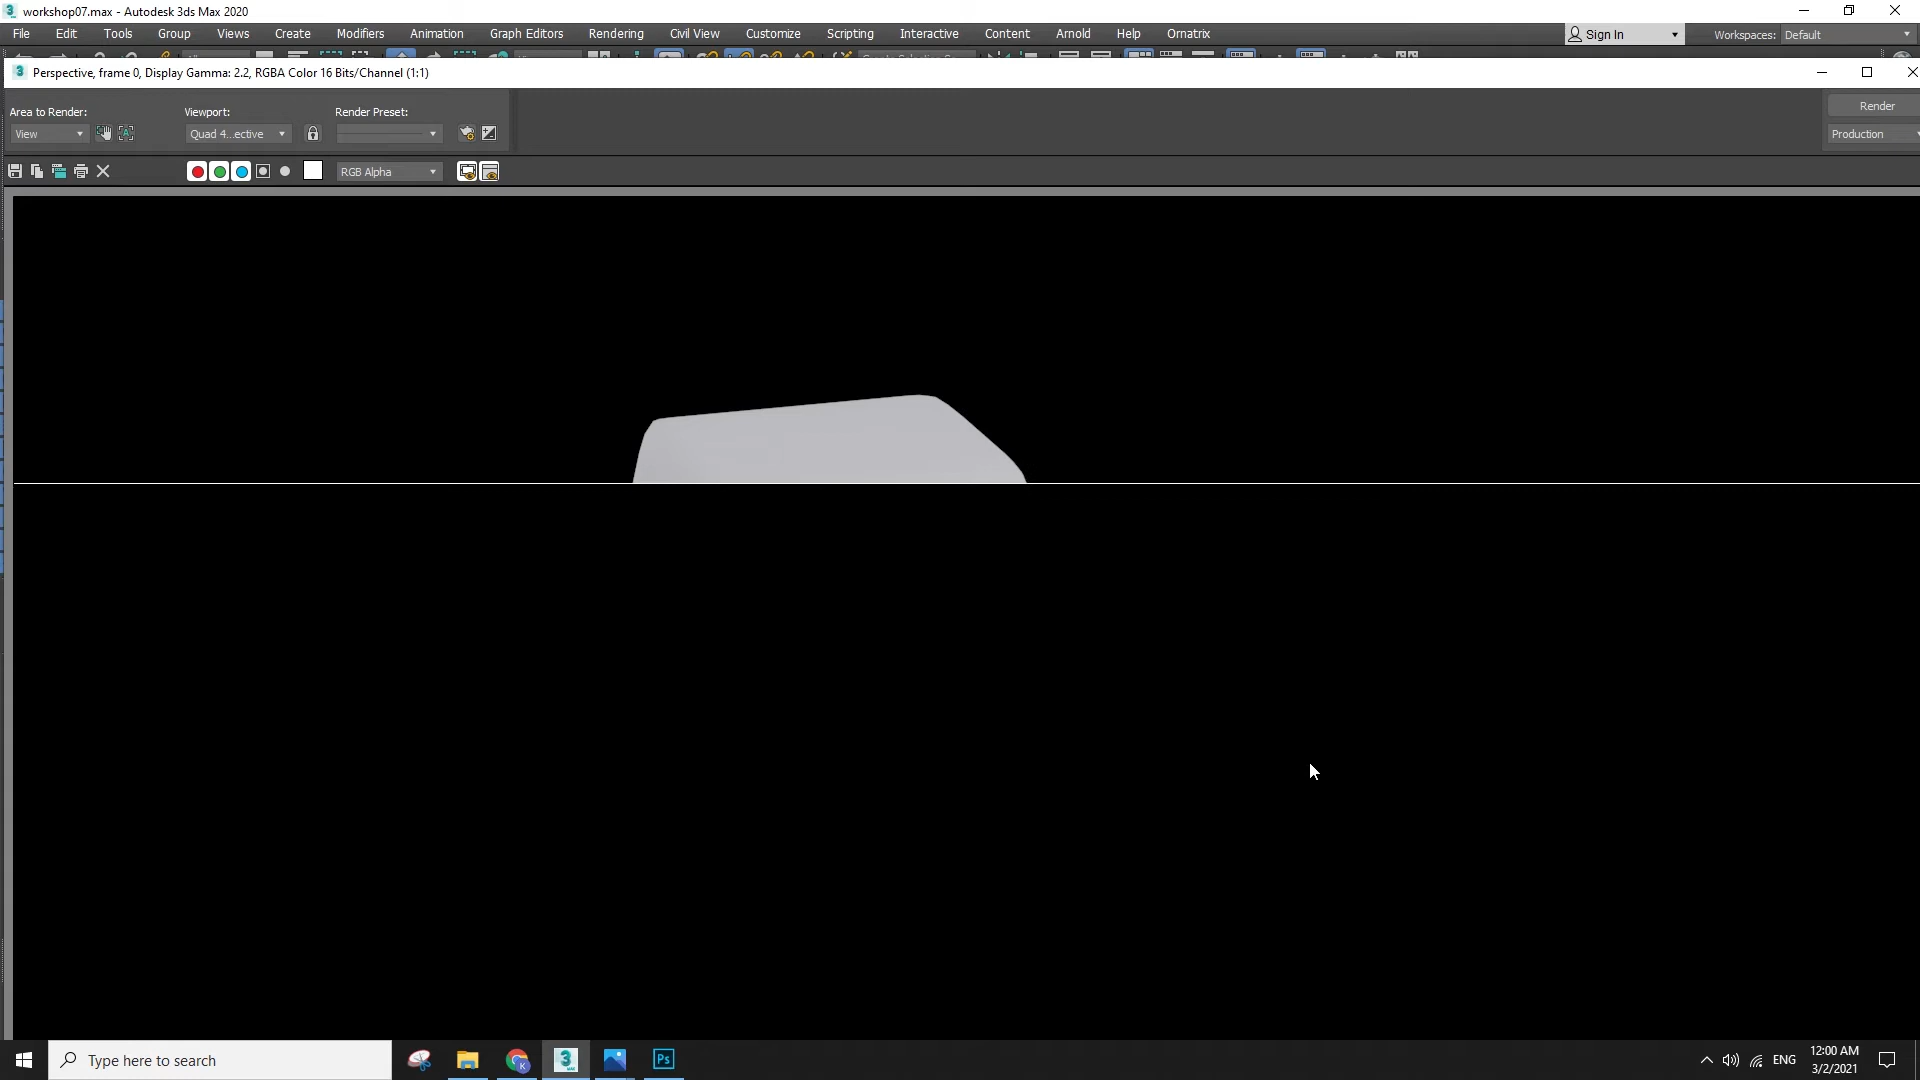 workshop07.max - Autodesk 3ds Max 2020
File Edit Tools Group Views Create Modifiers Animation Graph Editors Rendering Civil View Customize Scripting Interactive Content Arnold Help Ornatrix Sign In Workspaces: Default
Perspective, frame 0, Display Gamma: 2.2, RGBA Color 16 Bits/Channel (1:1)
Area to Render: Viewport: Render Preset: Render
View Quad 4...ective Production
RGB Alpha
Type here to search Ps ENG 12:00 AM
3/2/2021